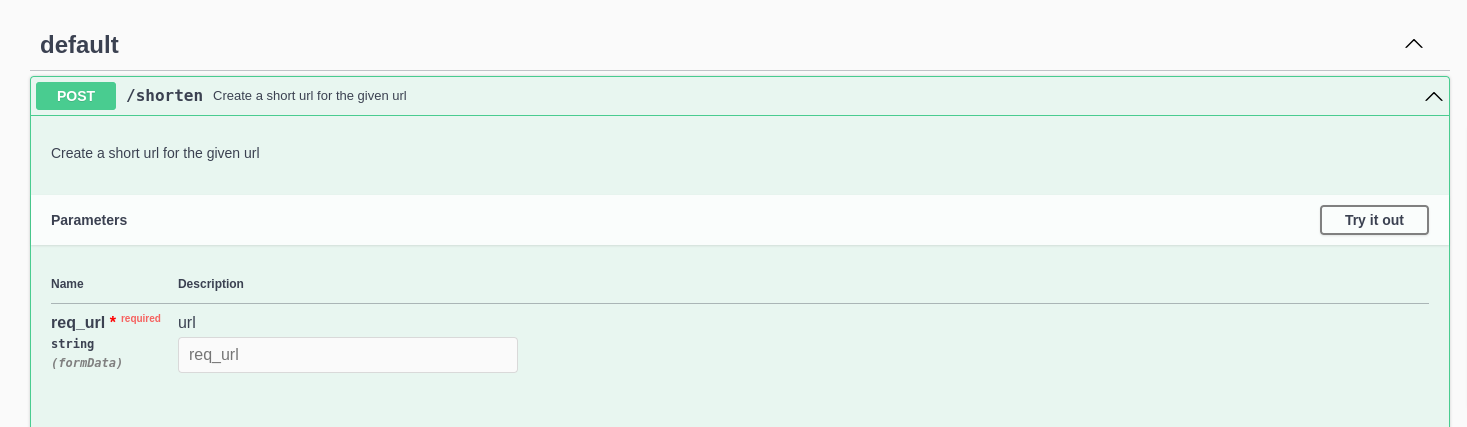 default
POST /shorten Create a short url for the given url
Create a short url for the given url
Parameters Try it out
Name Description
req_url * required url
string
req_url
(formData)